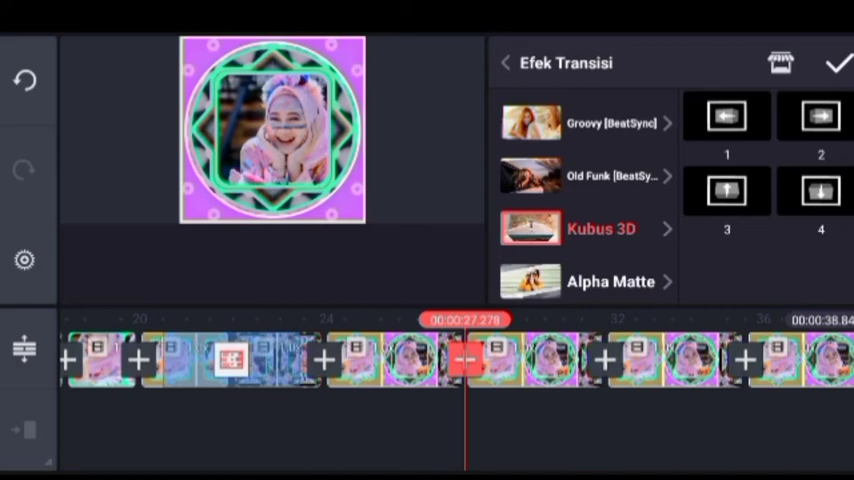 Efek Transisi
Groovy [BeatSync]
Old Funk [BeatSy...
Kubus 3D
Alpha Matte
1
2
3
4
20
24
00:00:27.278
32
36
00:00:38.84